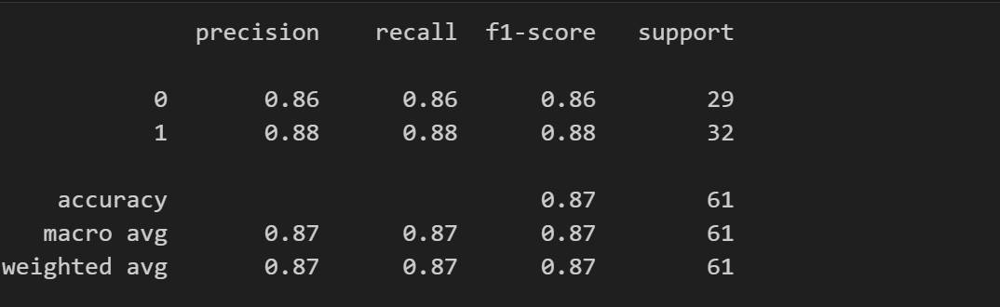 precision recall f1-score support
0 0.86 0.86 0.86 29
1 0.88 0.88 0.88 32
accuracy 0.87 61
macro avg 0.87 0.87 0.87 61
weighted avg 0.87 0.87 0.87 61